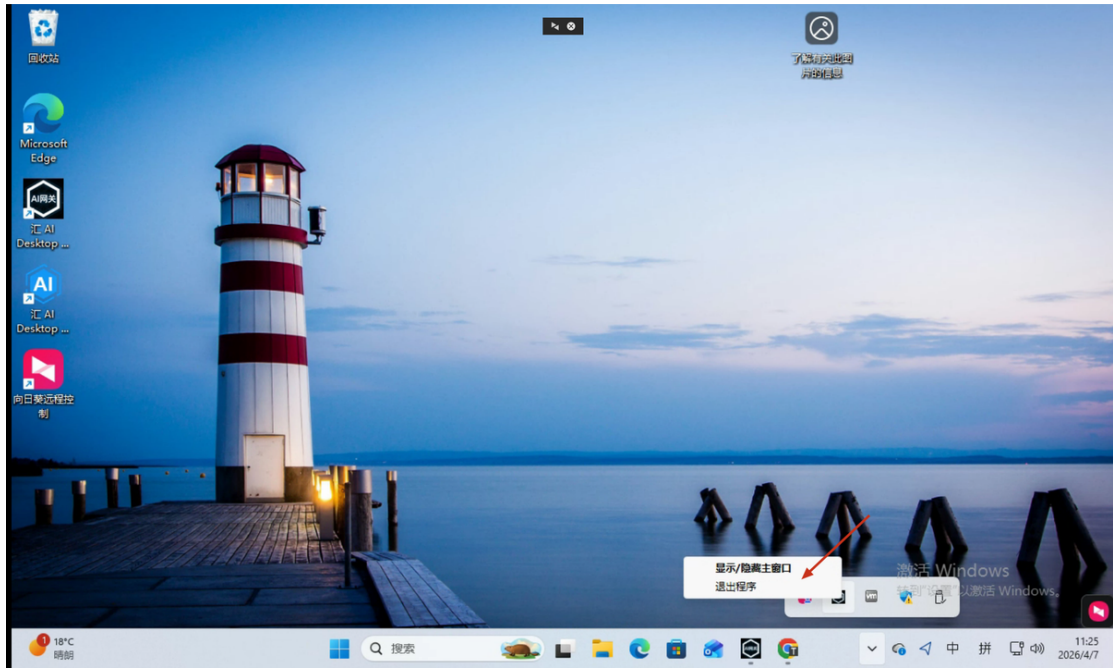 回收站
了解有关此图
片的信息
Microsoft
Edge
AI网关
汇 AI
Desktop ...
AI
汇 AI
Desktop ...
向日葵远程控
制
显示/隐藏主窗口
退出程序
激活 Windows
转到"设置"以激活 Windows。
vm
1
18°C
晴朗
搜索
中
拼
11:25
2026/4/7